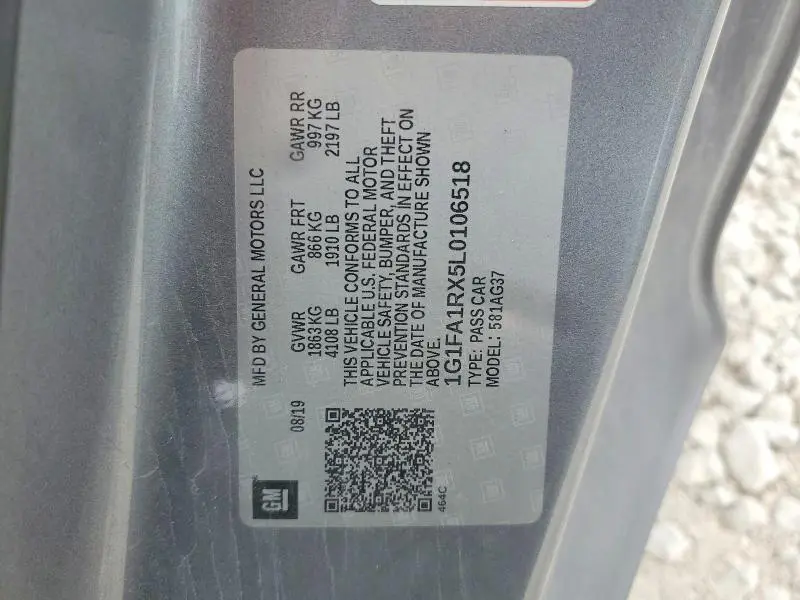 GM
08/19
MFD BY GENERAL MOTORS LLC
GVWR GAWR FRT GAWR RR
1863 KG 866 KG 997 KG
4108 LB 1910 LB 2197 LB
THIS VEHICLE CONFORMS TO ALL
APPLICABLE U.S. FEDERAL MOTOR
VEHICLE SAFETY, BUMPER, AND THEFT
PREVENTION STANDARDS IN EFFECT ON
THE DATE OF MANUFACTURE SHOWN
ABOVE.
1G1FA1RX5L0106518
TYPE: PASS CAR
MODEL: 581AG37
464C